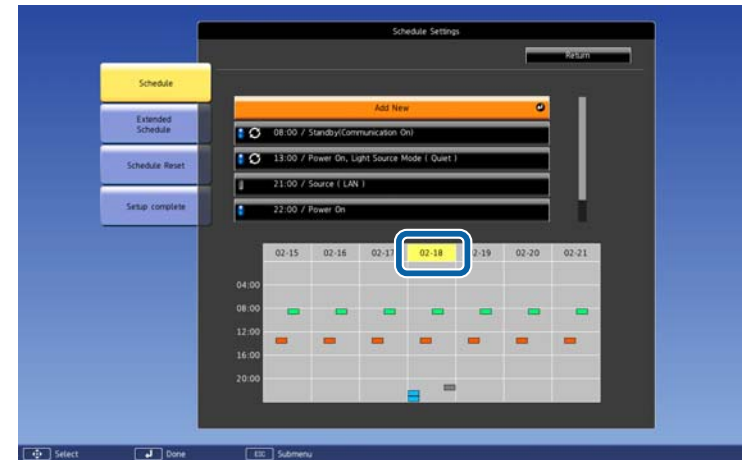 Schedule Settings
Return
Schedule
Extended
Schedule
Schedule Reset
Setup complete
Add New
08:00 / Standby(Communication On)
13:00 / Power On, Light Source Mode ( Quiet )
21:00 / Source ( LAN )
22:00 / Power On
02-15 02-16 02-17 02-18 02-19 02-20 02-21
04:00
08:00
12:00
16:00
20:00
Select Done ESC Submenu